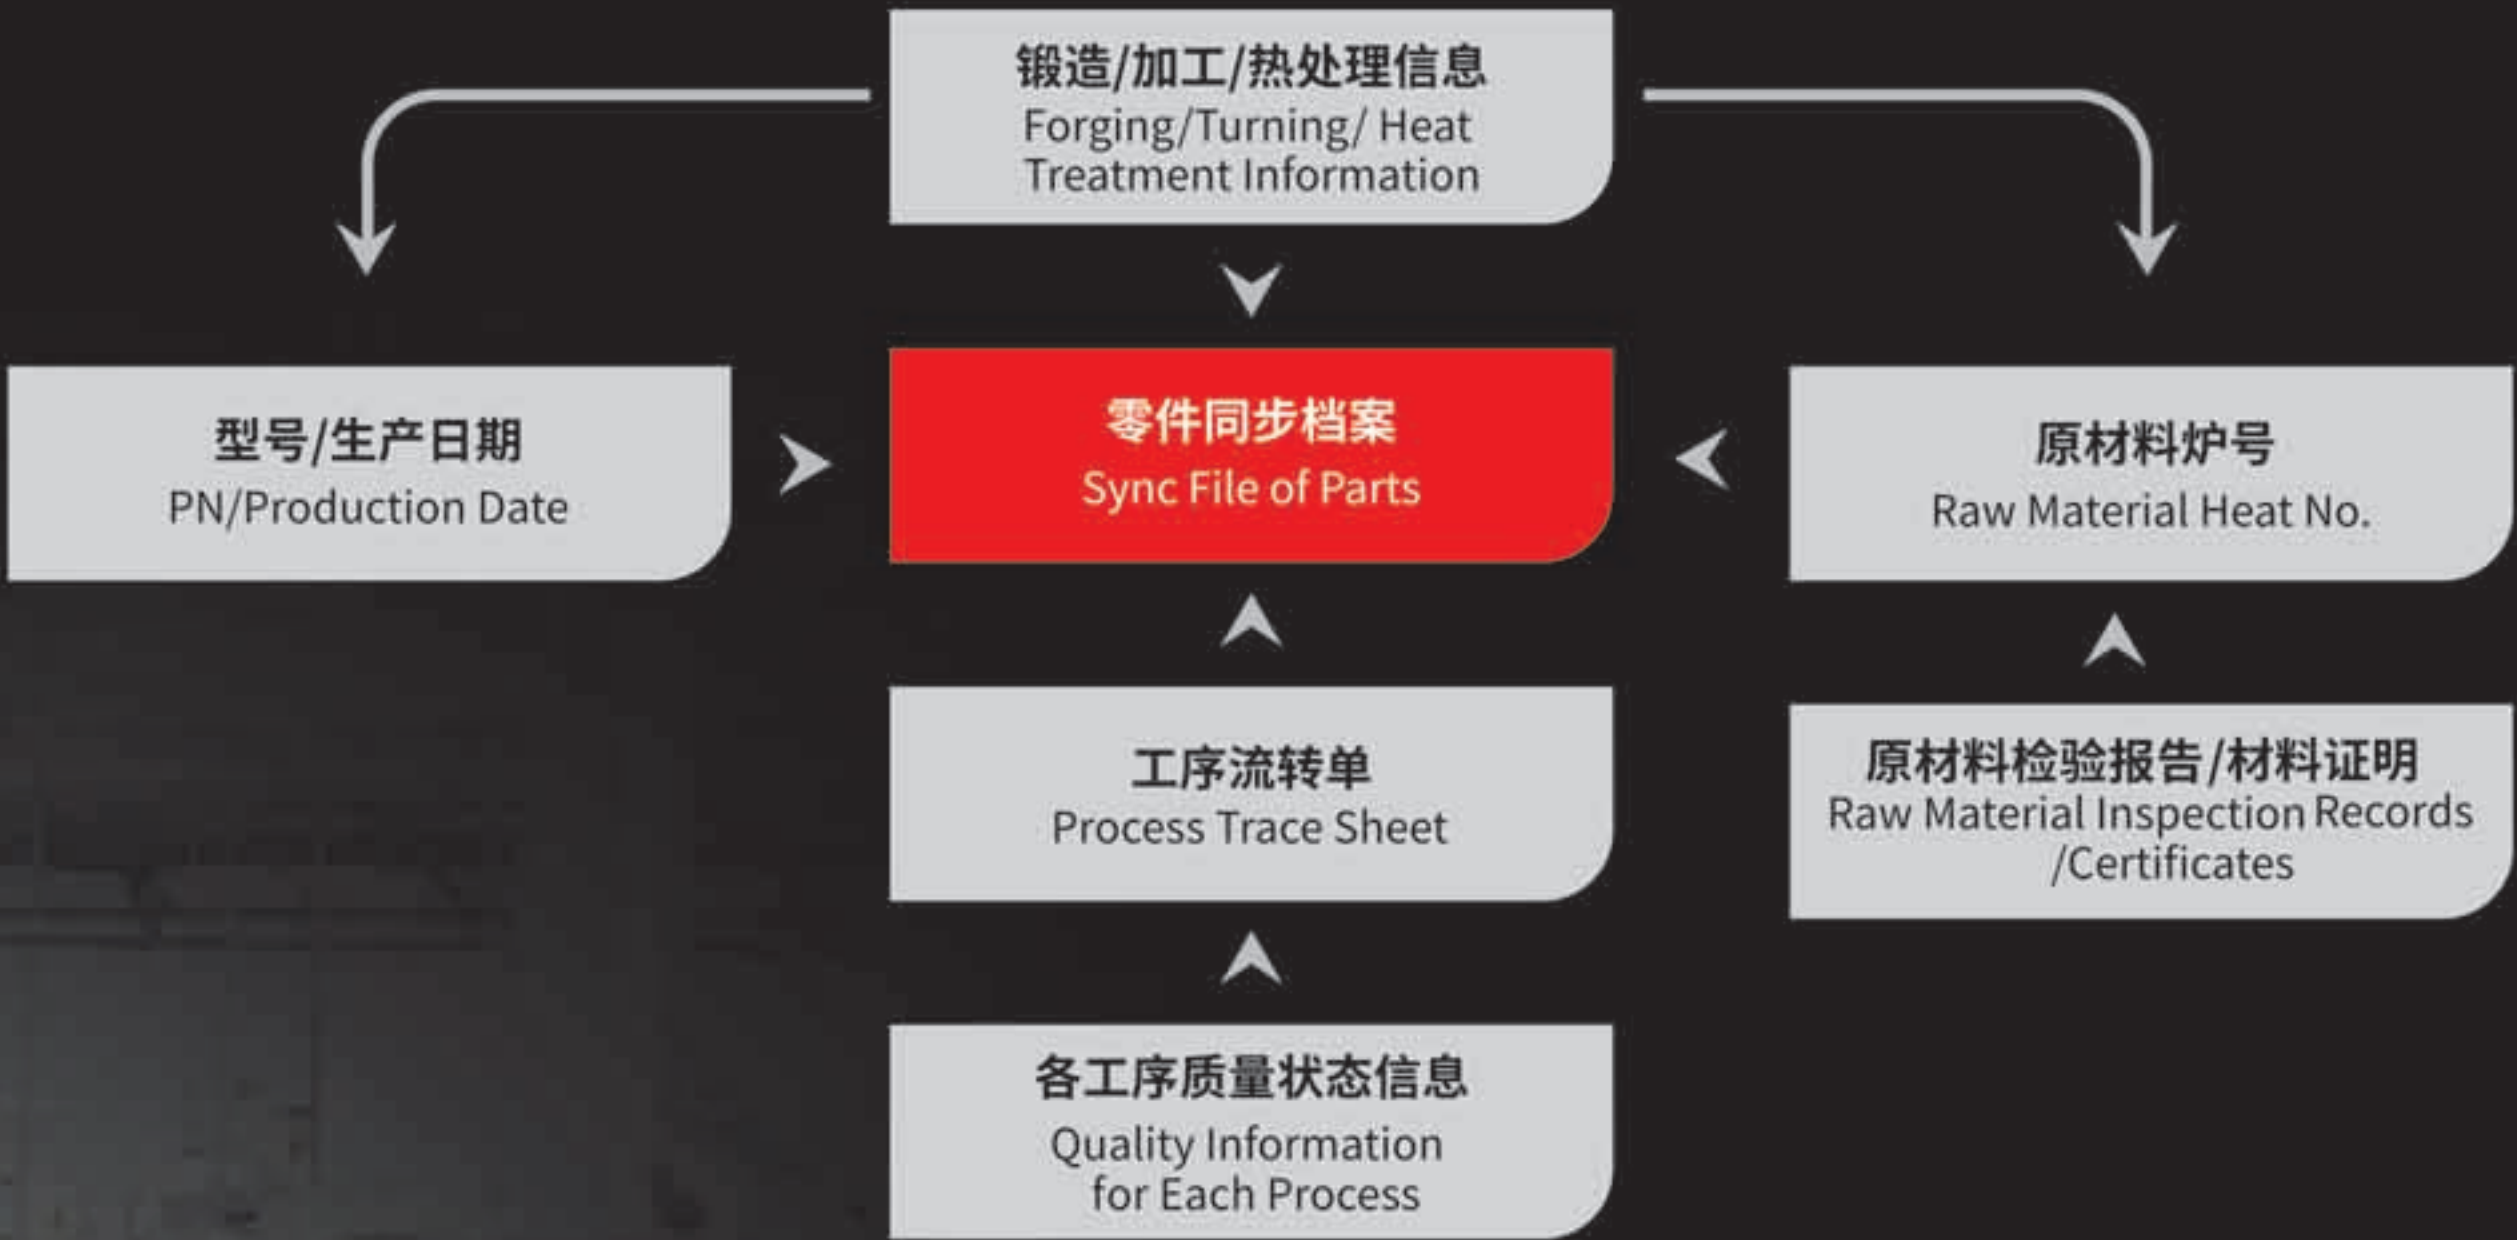 锻造/加工/热处理信息
Forging/Turning/ Heat
Treatment Information
型号/生产日期
PN/Production Date
零件同步档案
Sync File of Parts
原材料炉号
Raw Material Heat No.
工序流转单
Process Trace Sheet
原材料检验报告/材料证明
Raw Material Inspection Records
/Certificates
各工序质量状态信息
Quality Information
for Each Process